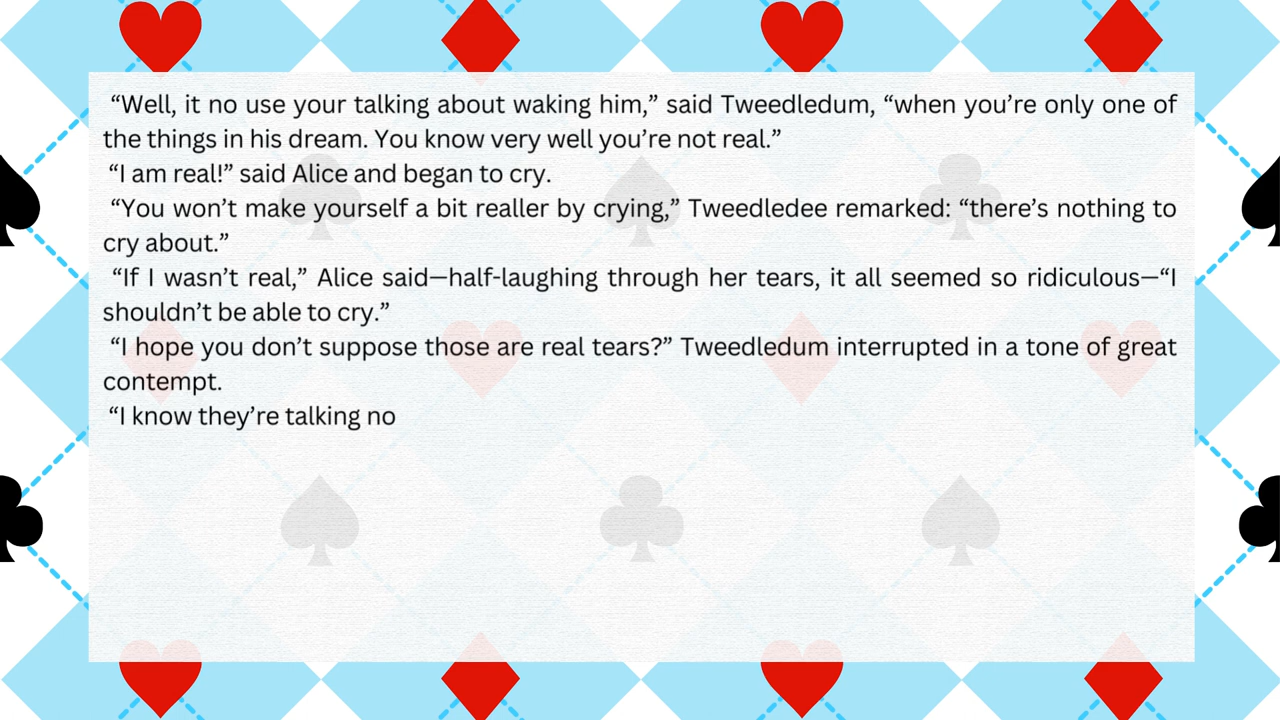 “Well, it no use your talking about waking him,” said Tweedledum, “when you’re only one of
the things in his dream. You know very well you’re not real.”
“I am real!” said Alice and began to cry.
“You won’t make yourself a bit realler by crying,” Tweedledee remarked: “there’s nothing to
cry about.”
“If I wasn’t real,” Alice said—half-laughing through her tears, it all seemed so ridiculous—“I
shouldn’t be able to cry.”
“I hope you don’t suppose those are real tears?” Tweedledum interrupted in a tone of great
contempt.
“I know they’re talking no